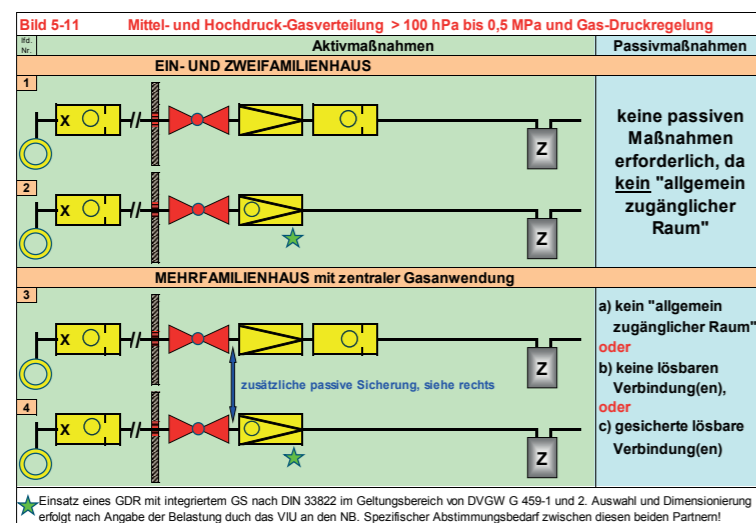 Bild 5-11 Mittel- und Hochdruck-Gasverteilung > 100 hPa bis 0,5 MPa und Gas-Druckregelung
lfd.
Nr.
Aktivmaßnahmen
Passivmaßnahmen
EIN- UND ZWEIFAMILIENHAUS
1
x
Z
2
x
Z
keine passiven
Maßnahmen
erforderlich, da
kein "allgemein
zugänglicher
Raum"
MEHRFAMILIENHAUS mit zentraler Gasanwendung
3
x
Z
zusätzliche passive Sicherung, siehe rechts
4
x
Z
a) kein "allgemein
zugänglicher Raum"
oder
b) keine lösbaren
Verbindung(en),
oder
c) gesicherte lösbare
Verbindung(en)
Einsatz eines GDR mit integriertem GS nach DIN 33822 im Geltungsbereich von DVGW G 459-1 und 2. Auswahl und Dimensionierung
erfolgt nach Angabe der Belastung duch das VIU an den NB. Spezifischer Abstimmungsbedarf zwischen diesen beiden Partnern!